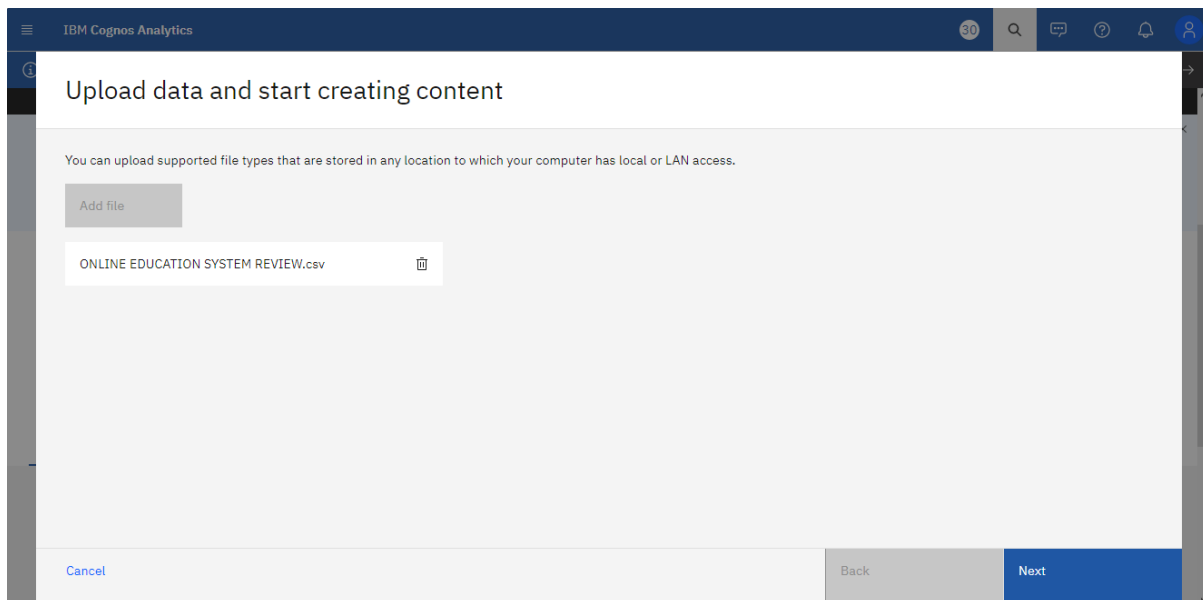 IBM Cognos Analytics
30
Upload data and start creating content
You can upload supported file types that are stored in any location to which your computer has local or LAN access.
Add file
ONLINE EDUCATION SYSTEM REVIEW.csv
Cancel
Back
Next